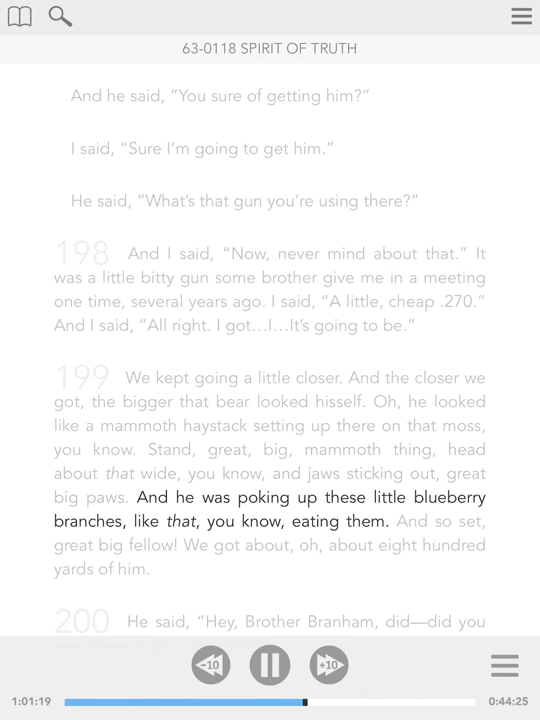 63-0118 SPIRIT OF TRUTH
And he said, “You sure of getting him?”
I said, “Sure I’m going to get him.”
He said, “What’s that gun you’re using there?”
198 And I said, “Now, never mind about that.” It
was a little bitty gun some brother give me in a meeting
one time, several years ago. I said, “A little, cheap .270.”
And I said, “All right. I got…I…It’s going to be.”
199 We kept going a little closer. And the closer we
got, the bigger that bear looked hisself. Oh, he looked
like a mammoth haystack setting up there on that moss,
you know. Stand, great, big, mammoth thing, head
about that wide, you know, and jaws sticking out, great
big paws. And he was poking up these little blueberry
branches, like that, you know, eating them. And so set,
great big fellow! We got about, oh, about eight hundred
yards of him.
200 He said, “Hey, Brother Branham, did—did you
-10 +10
1:01:19 0:44:25